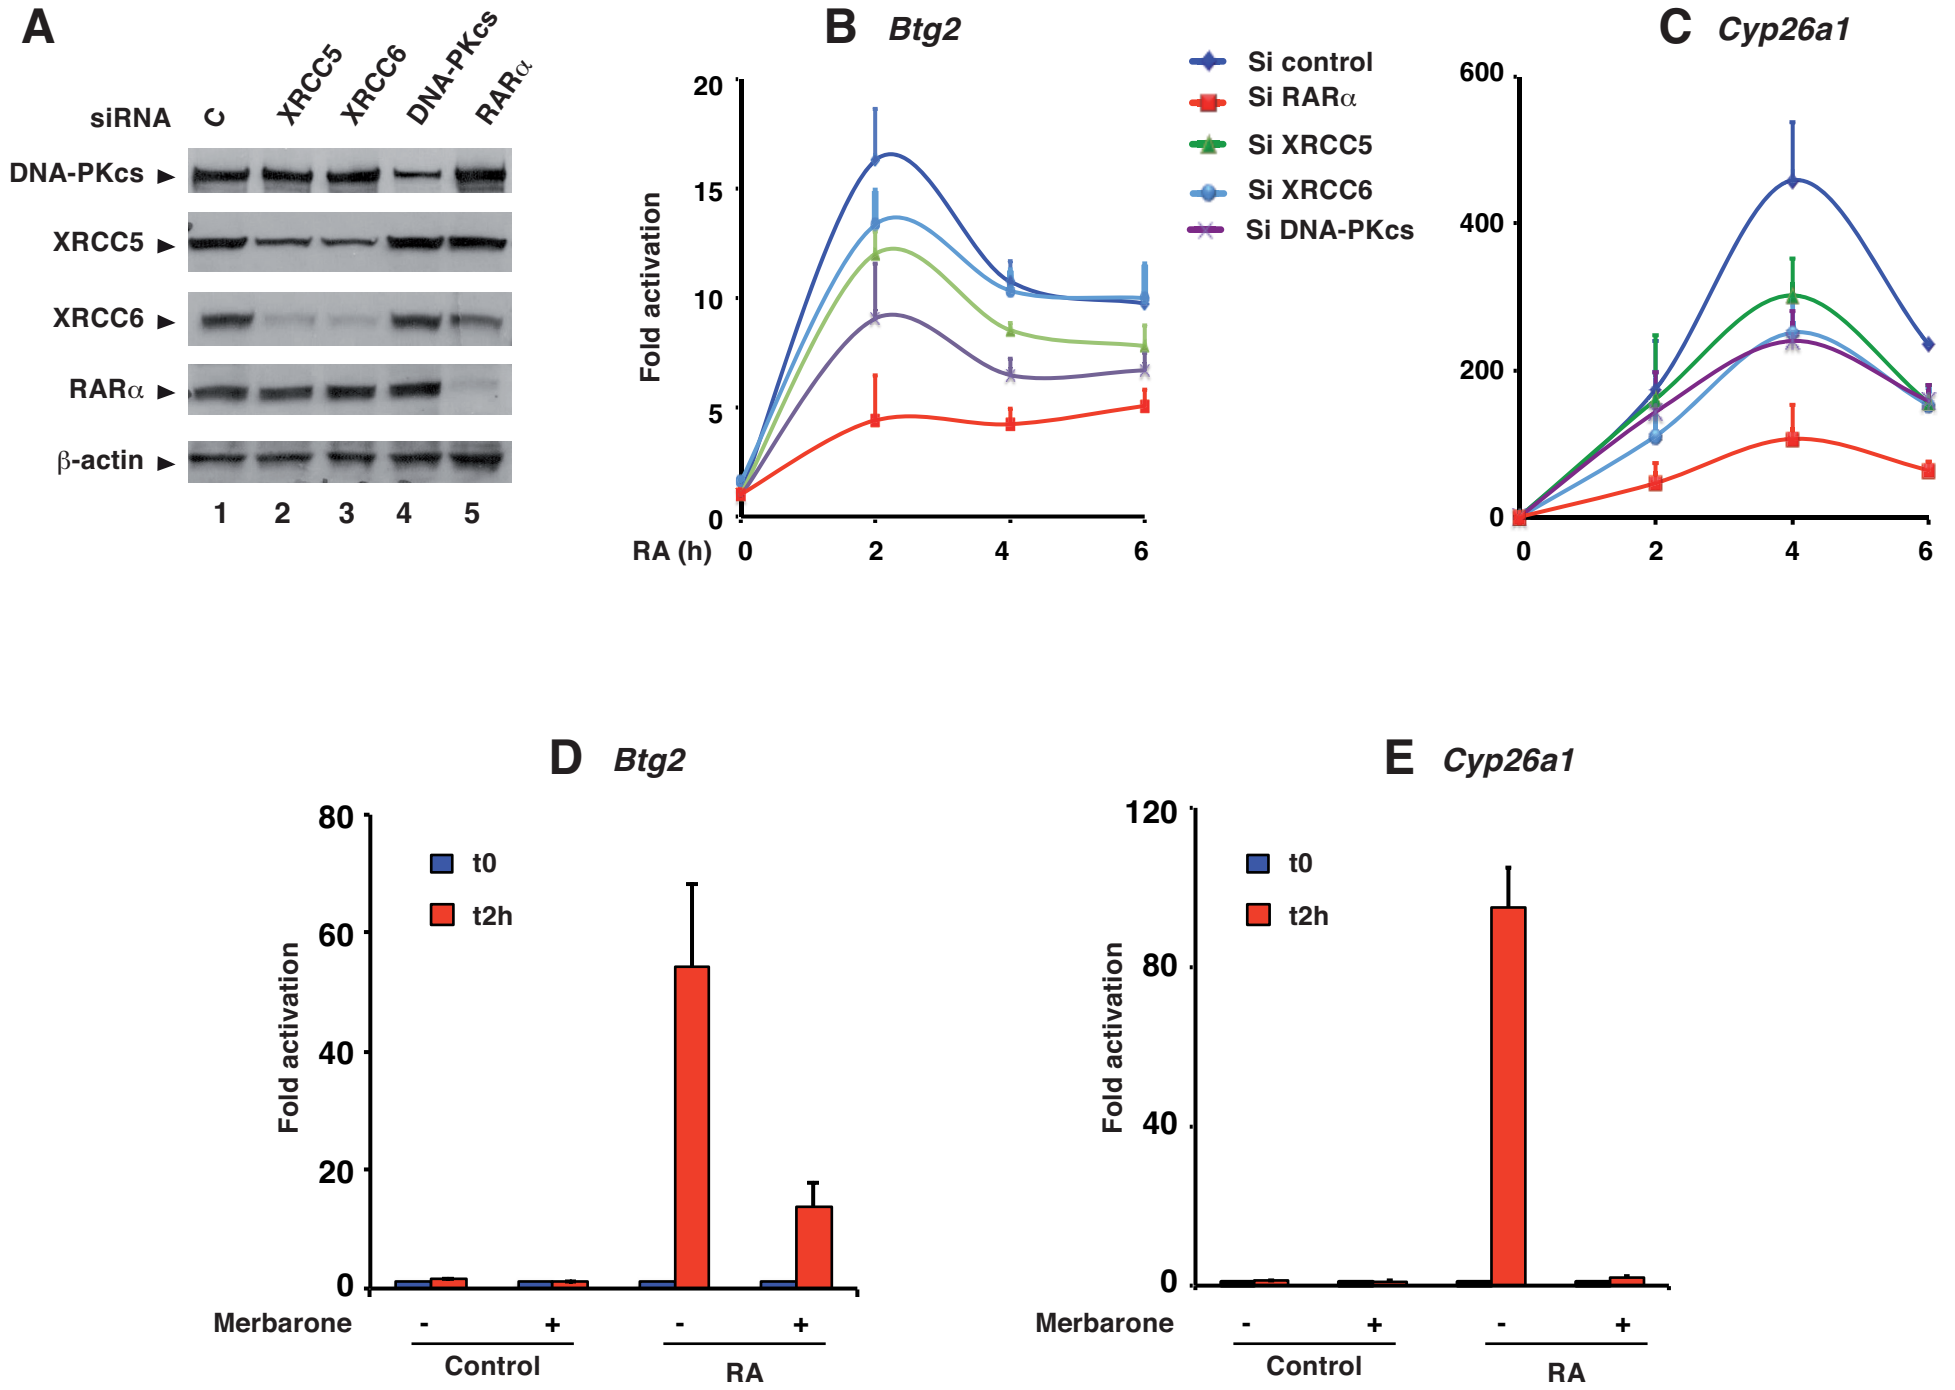 A
siRNA C XRCC5 XRCC6 DNA-PKcs RARα
DNA-PKcs ►
XRCC5 ►
XRCC6 ►
RARα ►
β-actin ►
1 2 3 4 5
B Btg2
Fold activation
20
15
10
5
0
RA (h) 0 2 4 6
Si control
Si RARα
Si XRCC5
Si XRCC6
Si DNA-PKcs
C Cyp26a1
600
400
200
0
0 2 4 6
D Btg2
Fold activation
80
60
40
20
0
t0
t2h
Merbarone - + - +
Control RA
E Cyp26a1
Fold activation
120
80
40
0
t0
t2h
Merbarone - + - +
Control RA